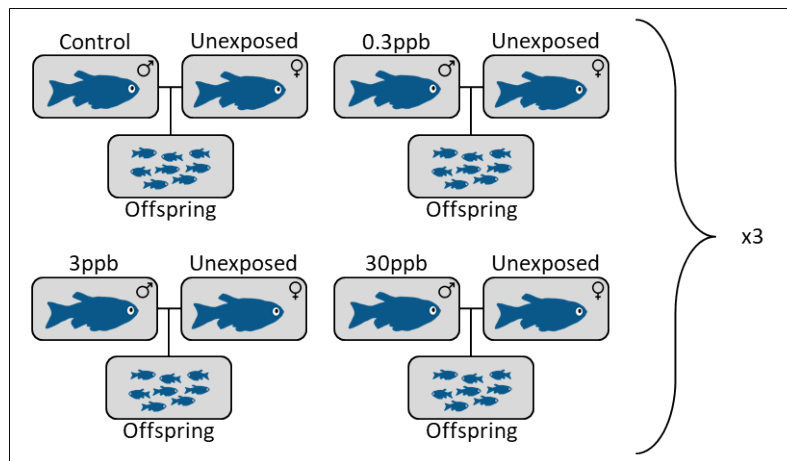 Control Unexposed 0.3ppb Unexposed
♂ ♀ ♂ ♀
Offspring Offspring
x3
3ppb Unexposed 30ppb Unexposed
♂ ♀ ♂ ♀
Offspring Offspring